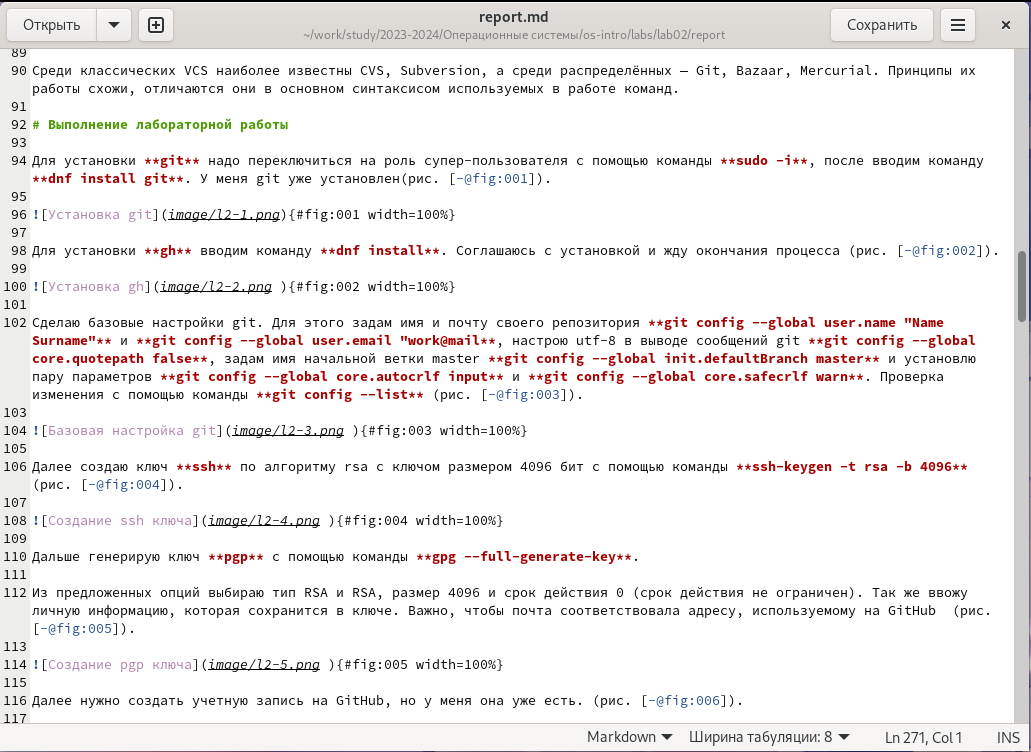 Открыть
report.md
~/work/study/2023-2024/Операционные системы/os-intro/labs/lab02/report
Сохранить
89
90 Среди классических VCS наиболее известны CVS, Subversion, а среди распределённых — Git, Bazaar, Mercurial. Принципы их
работы схожи, отличаются они в основном синтаксисом используемых в работе команд.
91
92 # Выполнение лабораторной работы
93
94 Для установки **git** надо переключиться на роль супер-пользователя с помощью команды **sudo -i**, после вводим команду
**dnf install git**. У меня git уже установлен(рис. [-@fig:001]).
95
96 ![Установка git](image/l2-1.png){#fig:001 width=100%}
97
98 Для установки **gh** вводим команду **dnf install**. Соглашаюсь с установкой и жду окончания процесса (рис. [-@fig:002]).
99
100 ![Установка gh](image/l2-2.png ){#fig:002 width=100%}
101
102 Сделаю базовые настройки git. Для этого задам имя и почту своего репозитория **git config --global user.name "Name
Surname"** и **git config --global user.email "work@mail**, настрою utf-8 в выводе сообщений git **git config --global
core.quotepath false**, задам имя начальной ветки master **git config --global init.defaultBranch master** и установлю
пару параметров **git config --global core.autocrlf input** и **git config --global core.safecrlf warn**. Проверка
изменения с помощью команды **git config --list** (рис. [-@fig:003]).
103
104 ![Базовая настройка git](image/l2-3.png ){#fig:003 width=100%}
105
106 Далее создаю ключ **ssh** по алгоритму rsa с ключом размером 4096 бит с помощью команды **ssh-keygen -t rsa -b 4096**
(рис. [-@fig:004]).
107
108 ![Создание ssh ключа](image/l2-4.png ){#fig:004 width=100%}
109
110 Дальше генерирую ключ **pgp** с помощью команды **gpg --full-generate-key**.
111
112 Из предложенных опций выбираю тип RSA и RSA, размер 4096 и срок действия 0 (срок действия не ограничен). Так же ввожу
личную информацию, которая сохранится в ключе. Важно, чтобы почта соответствовала адресу, используемому на GitHub  (рис.
[-@fig:005]).
113
114 ![Создание pgp ключа](image/l2-5.png ){#fig:005 width=100%}
115
116 Далее нужно создать учетную запись на GitHub, но у меня она уже есть. (рис. [-@fig:006]).
117
Markdown Ширина табуляции: 8 Ln 271, Col 1 INS